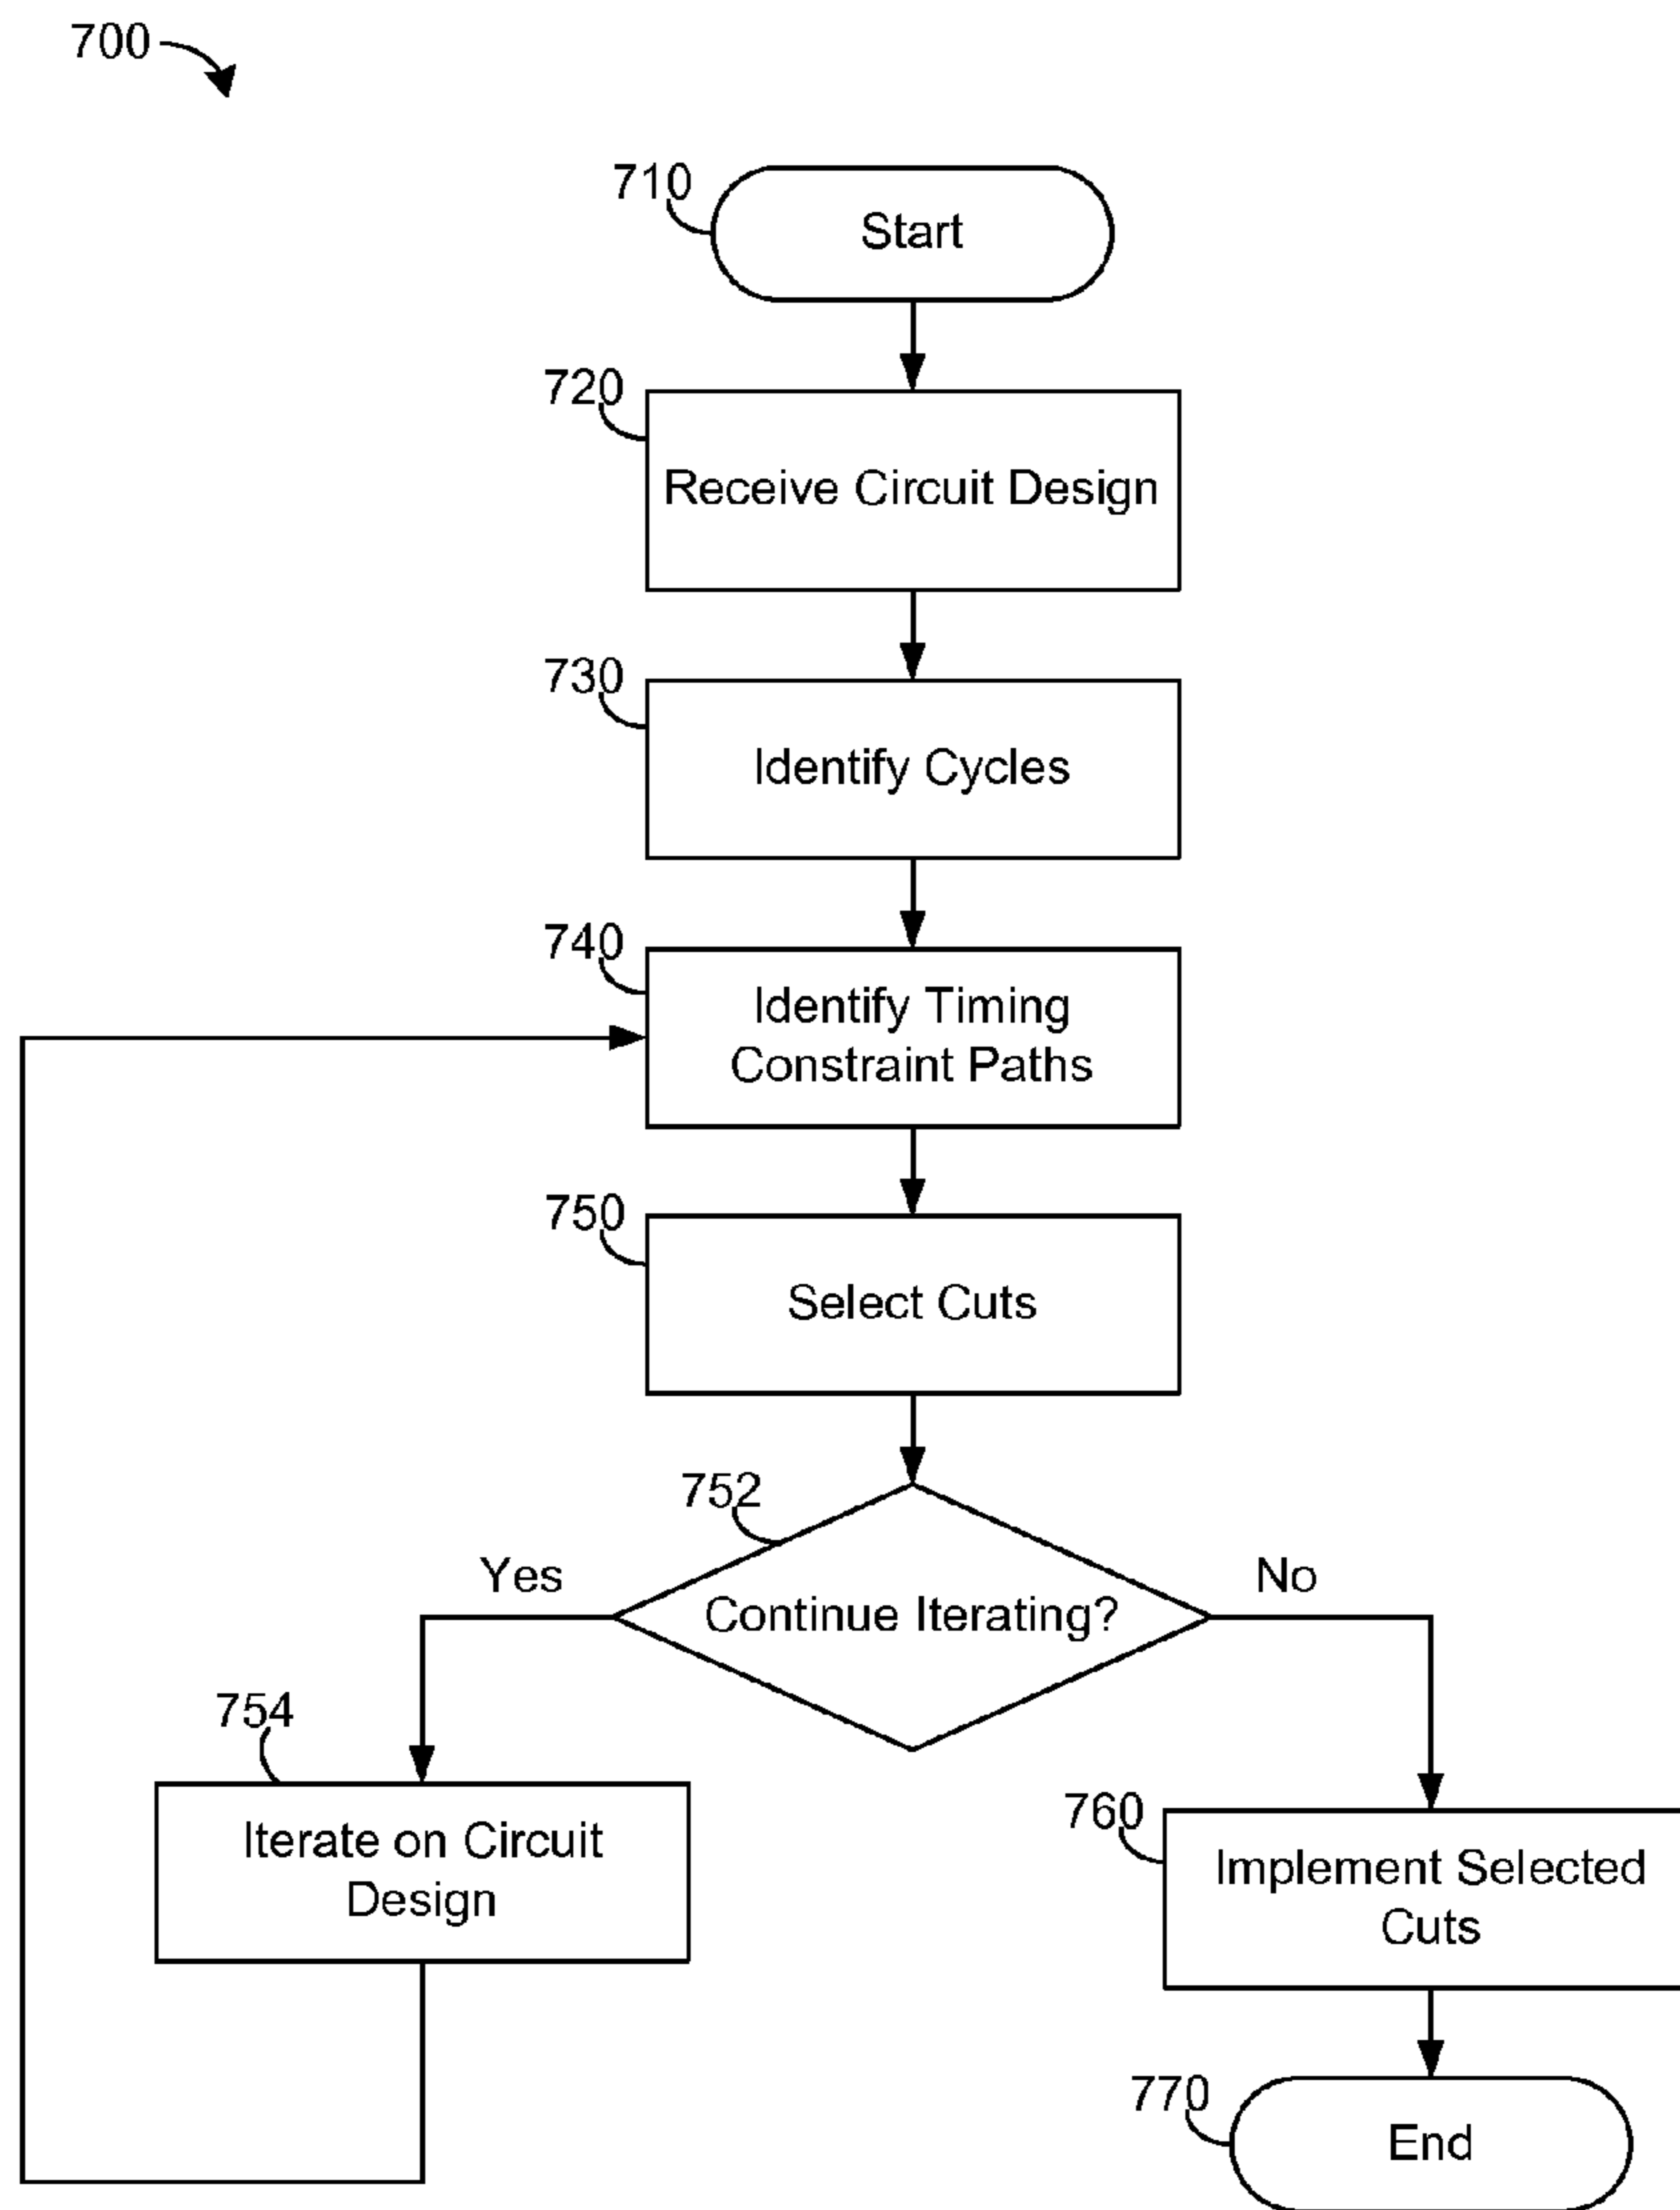 700
710
Start
720
Receive Circuit Design
730
Identify Cycles
740
Identify Timing
Constraint Paths
750
Select Cuts
752
Yes
Continue Iterating?
No
754
Iterate on Circuit
Design
760
Implement Selected
Cuts
770
End